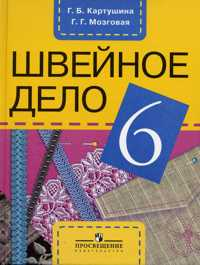 Г. Б. Картушина
Г. Г. Мозговая
ШВЕЙНОЕ
ДЕЛО
6
ПРОСВЕЩЕНИЕ
ИЗДАТЕЛЬСТВО